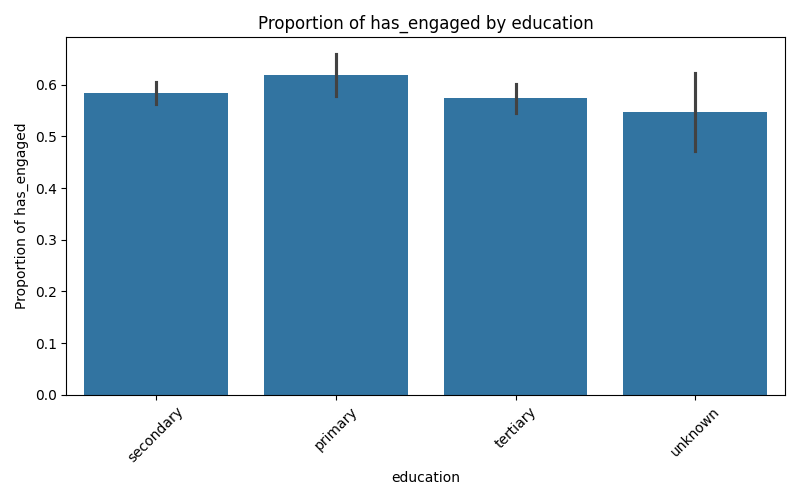 Proportion of has_engaged by education
Proportion of has_engaged
0.6
0.5
0.4
0.3
0.2
0.1
0.0
secondary
primary
tertiary
unknown
education